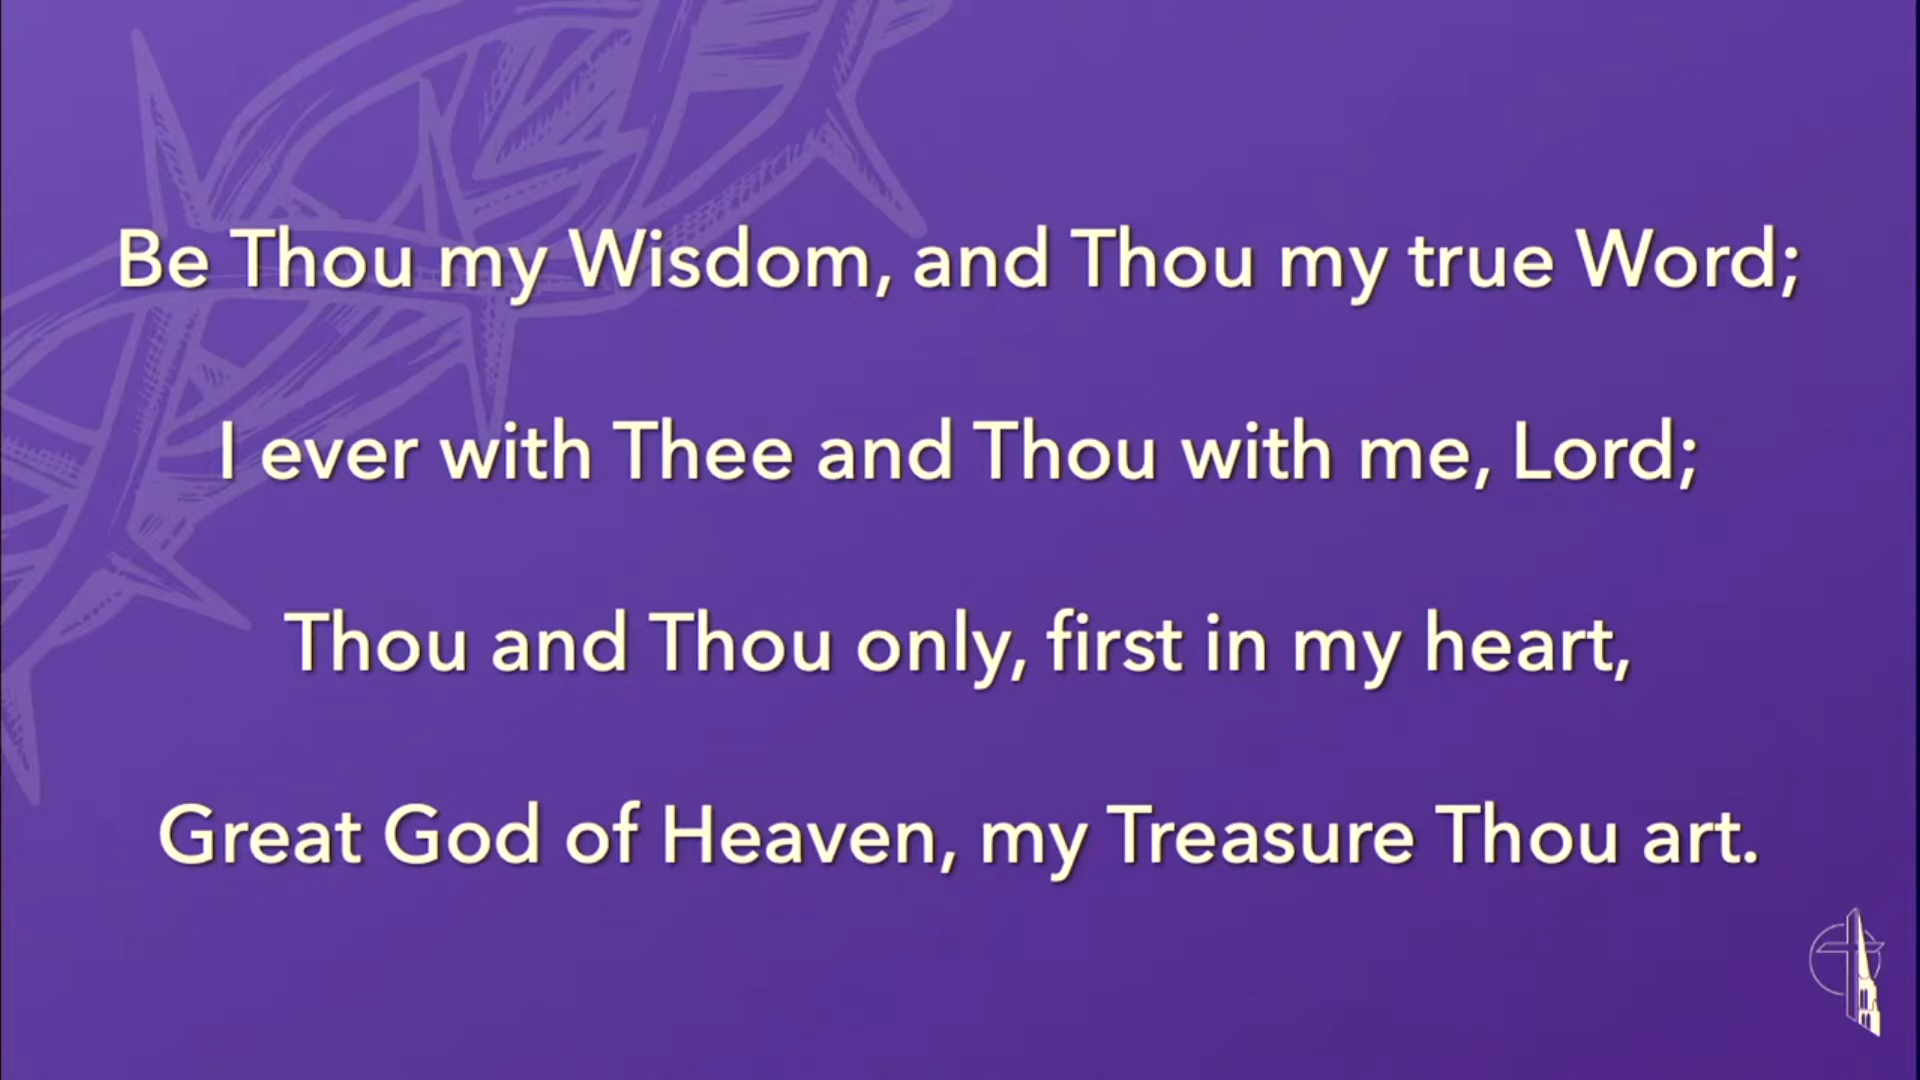 Be Thou my Wisdom, and Thou my true Word;
I ever with Thee and Thou with me, Lord;
Thou and Thou only, first in my heart,
Great God of Heaven, my Treasure Thou art.